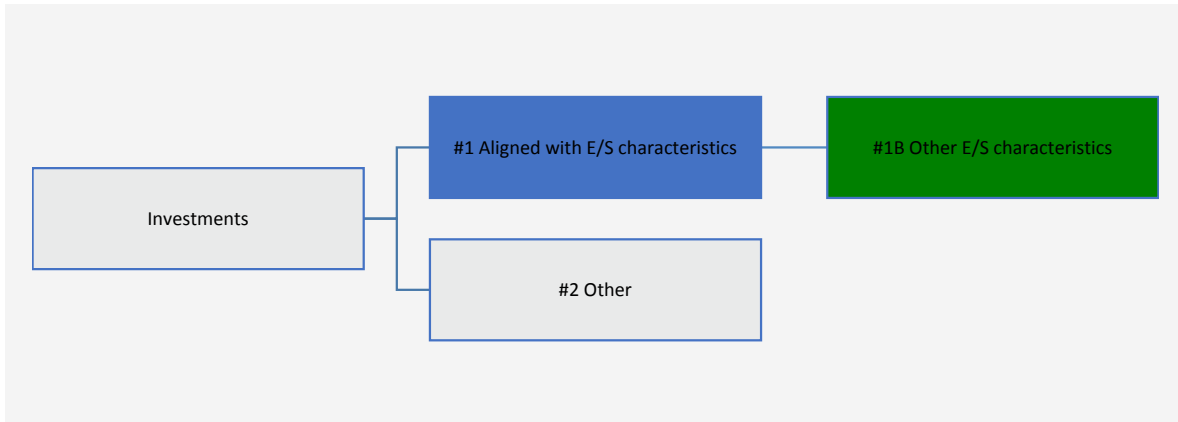 #1 Aligned with E/S characteristics
#1B Other E/S characteristics
Investments
#2 Other